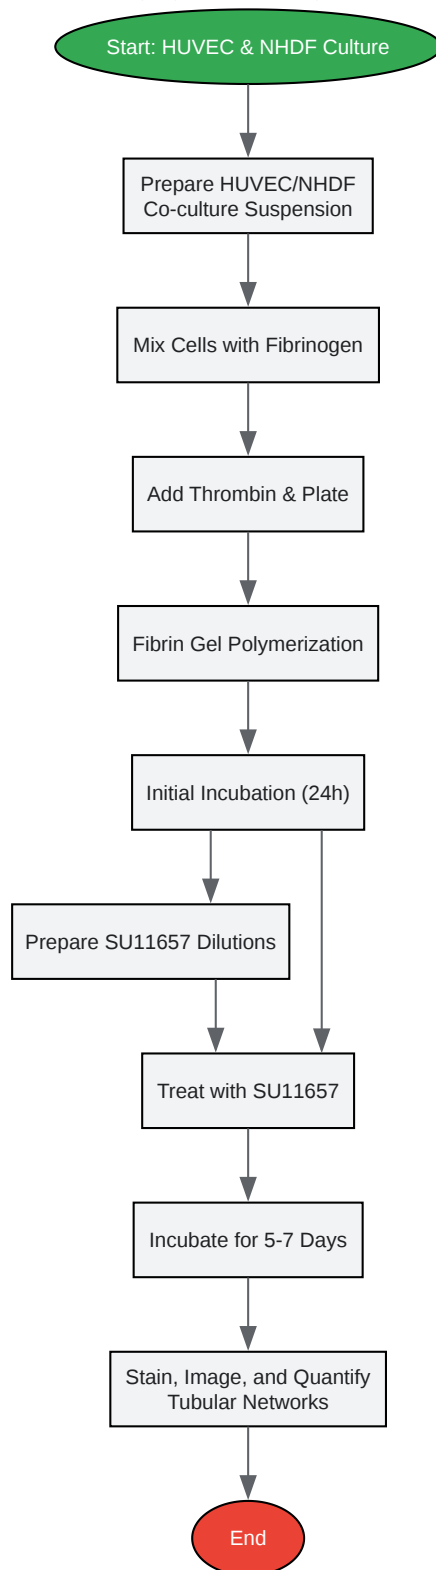 Start: HUVEC & NHDF Culture
Prepare HUVEC/NHDF
Co-culture Suspension
Mix Cells with Fibrinogen
Add Thrombin & Plate
Fibrin Gel Polymerization
Initial Incubation (24h)
Prepare SU11657 Dilutions
Treat with SU11657
Incubate for 5-7 Days
Stain, Image, and Quantify
Tubular Networks
End